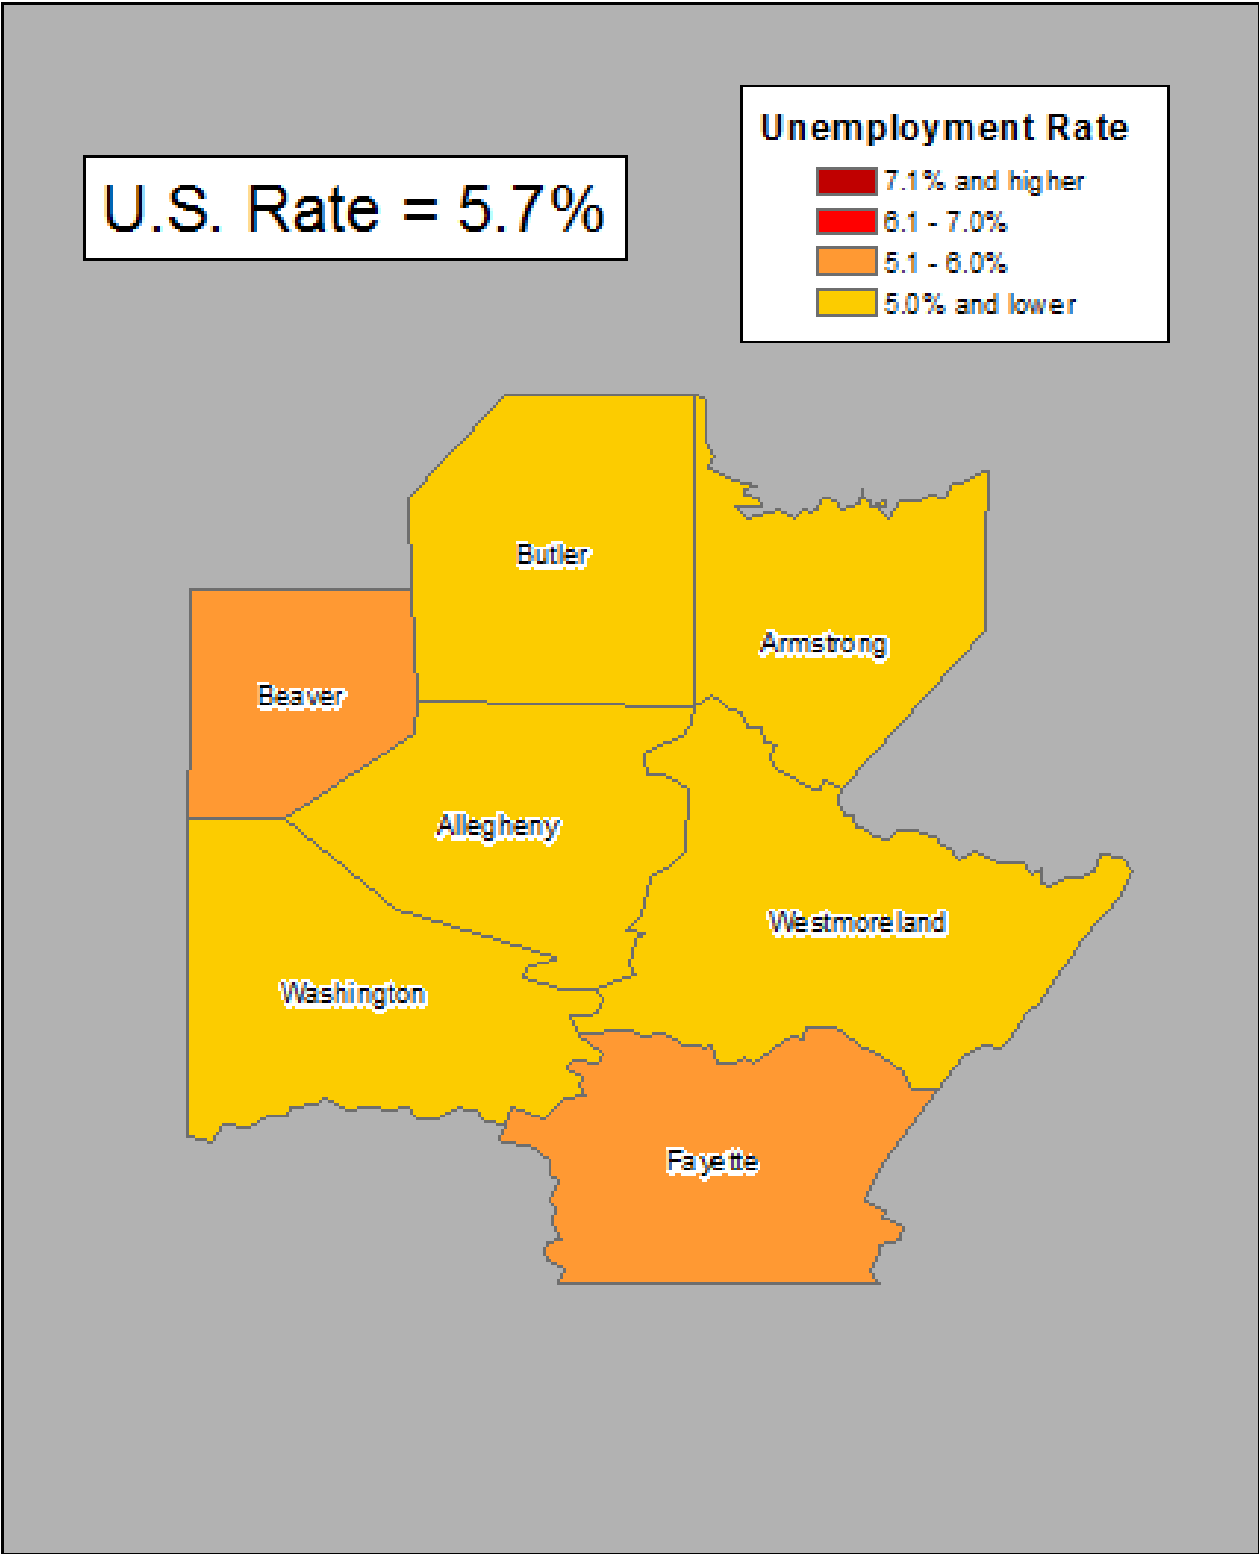 Unemployment Rate
7.1% and higher
6.1 - 7.0%
5.1 - 6.0%
5.0% and lower
U.S. Rate = 5.7%
Butler
Armstrong
Beaver
Allegheny
Westmoreland
Washington
Fayette